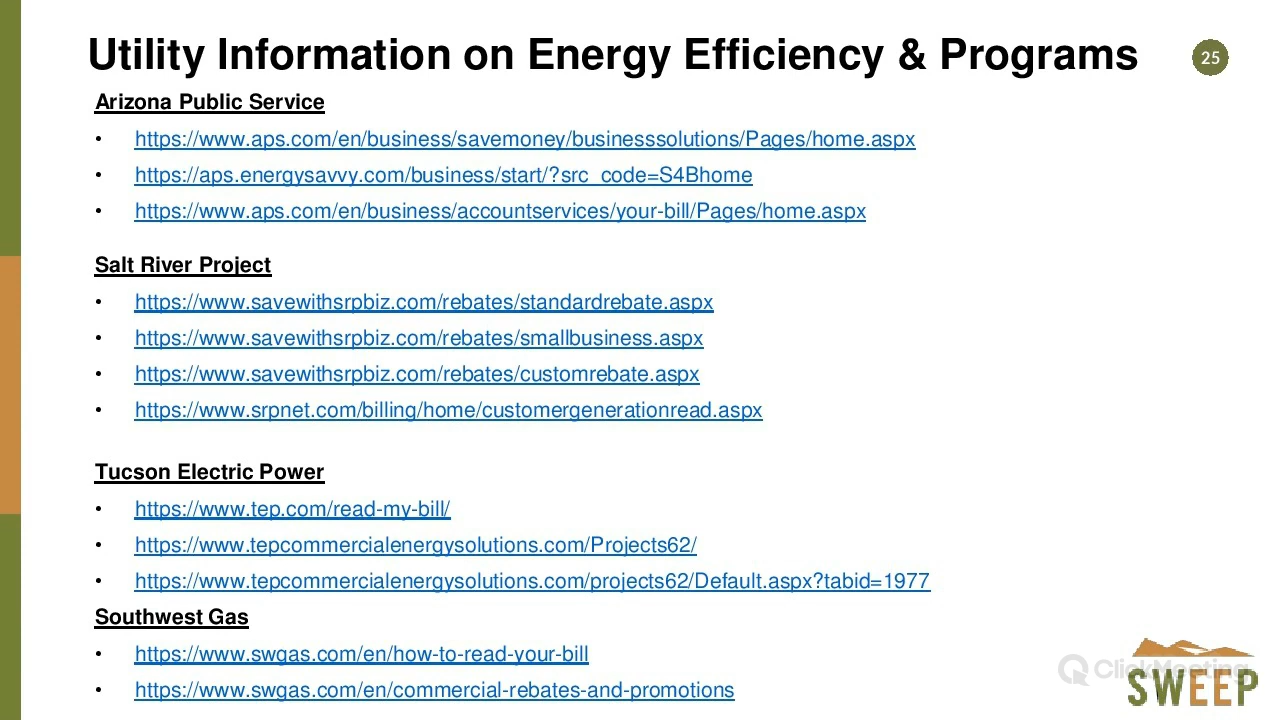 Utility Information on Energy Efficiency & Programs
25
Arizona Public Service
• https://www.aps.com/en/business/savemoney/businesssolutions/Pages/home.aspx
• https://aps.energysavvy.com/business/start/?src_code=S4Bhome
• https://www.aps.com/en/business/accountservices/your-bill/Pages/home.aspx
Salt River Project
• https://www.savewithsrpbiz.com/rebates/standardrebate.aspx
• https://www.savewithsrpbiz.com/rebates/smallbusiness.aspx
• https://www.savewithsrpbiz.com/rebates/customrebate.aspx
• https://www.srpnet.com/billing/home/customergenerationread.aspx
Tucson Electric Power
• https://www.tep.com/read-my-bill/
• https://www.tepcommercialenergysolutions.com/Projects62/
• https://www.tepcommercialenergysolutions.com/projects62/Default.aspx?tabid=1977
Southwest Gas
• https://www.swgas.com/en/how-to-read-your-bill
• https://www.swgas.com/en/commercial-rebates-and-promotions
ClickMeeting
SWEEP